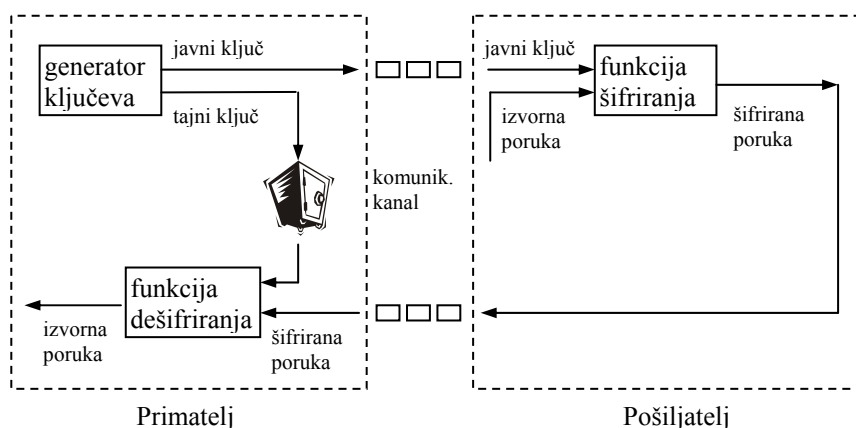 javni ključ
generator
ključeva
tajni ključ
komunik.
kanal
funkcija
dešifriranja
izvorna
poruka
šifrirana
poruka
Primatelj
javni ključ
funkcija
šifriranja
izvorna
poruka
šifrirana
poruka
Pošiljatelj